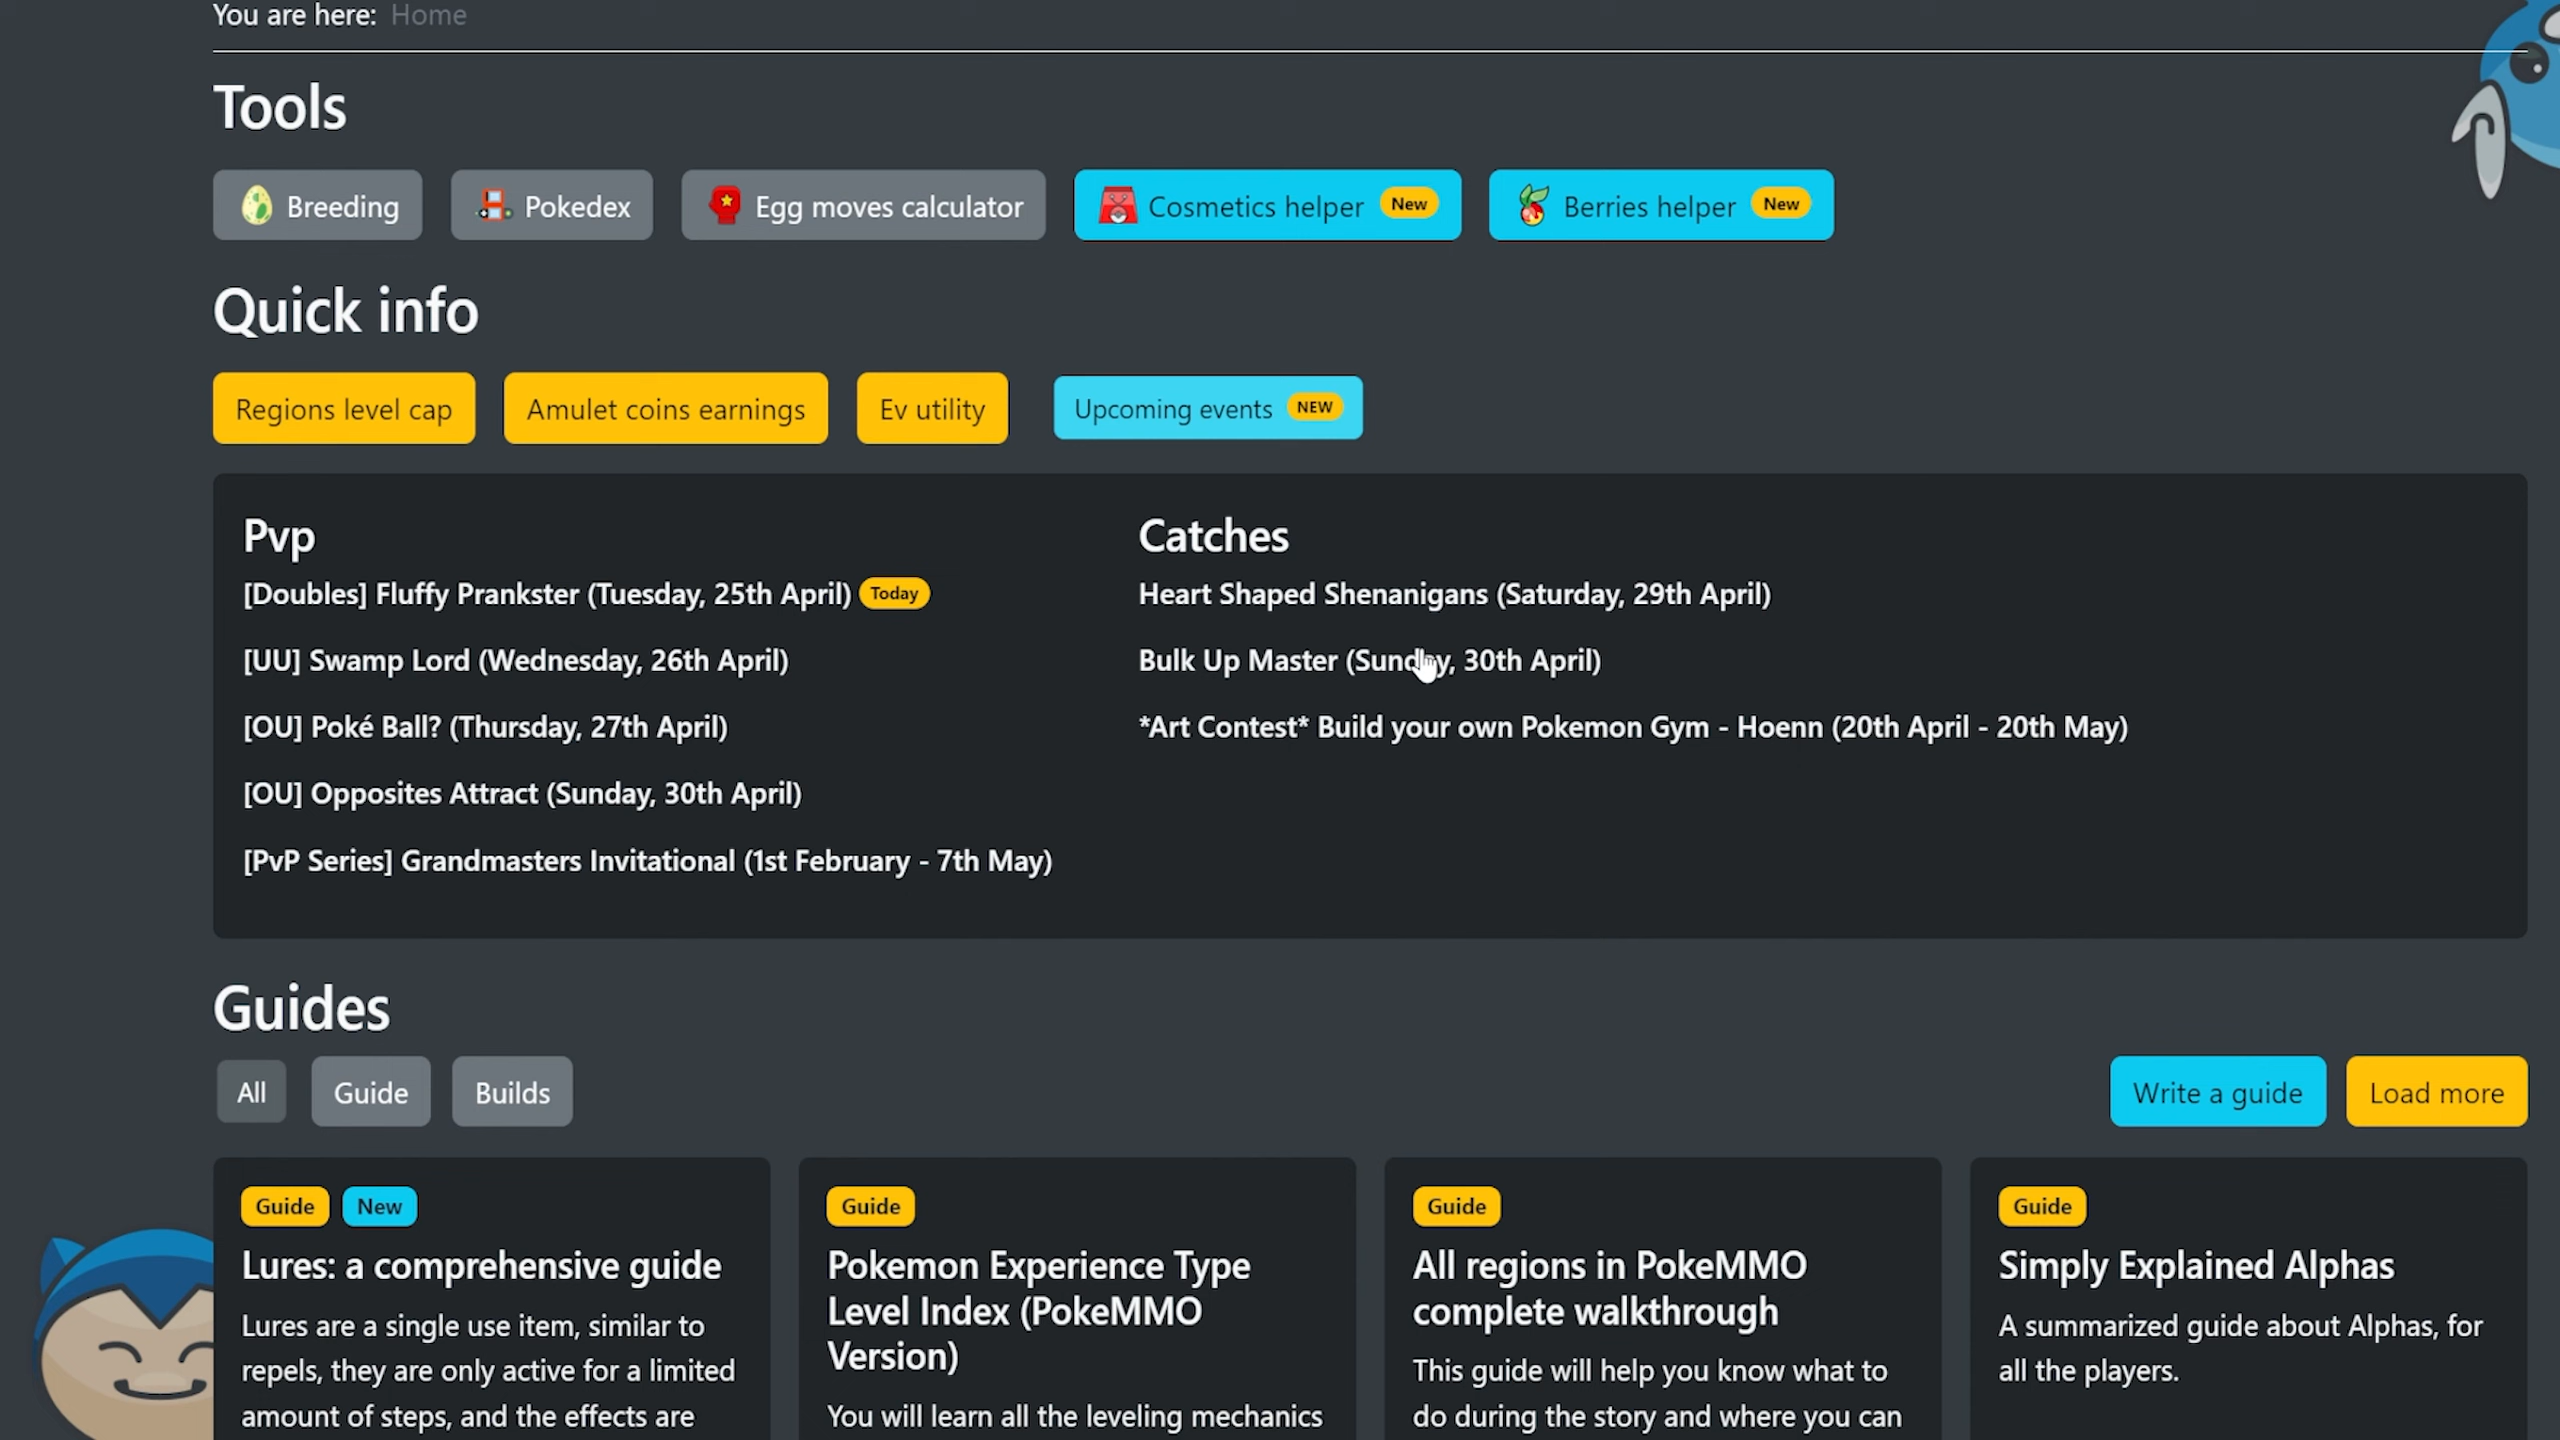 You are here: Home
Tools
Breeding
Pokedex
Egg moves calculator
Cosmetics helper New
Berries helper New
Quick info
Regions level cap
Amulet coins earnings
Ev utility
Upcoming events NEW
Pvp
[Doubles] Fluffy Prankster (Tuesday, 25th April) Today
[UU] Swamp Lord (Wednesday, 26th April)
[OU] Poké Ball? (Thursday, 27th April)
[OU] Opposites Attract (Sunday, 30th April)
[PvP Series] Grandmasters Invitational (1st February - 7th May)
Catches
Heart Shaped Shenanigans (Saturday, 29th April)
Bulk Up Master (Sunday, 30th April)
*Art Contest* Build your own Pokemon Gym - Hoenn (20th April - 20th May)
Guides
All
Guide
Builds
Write a guide
Load more
Guide New
Lures: a comprehensive guide
Lures are a single use item, similar to
repels, they are only active for a limited
amount of steps, and the effects are
Guide
Pokemon Experience Type
Level Index (PokeMMO
Version)
You will learn all the leveling mechanics
Guide
All regions in PokeMMO
complete walkthrough
This guide will help you know what to
do during the story and where you can
Guide
Simply Explained Alphas
A summarized guide about Alphas, for
all the players.